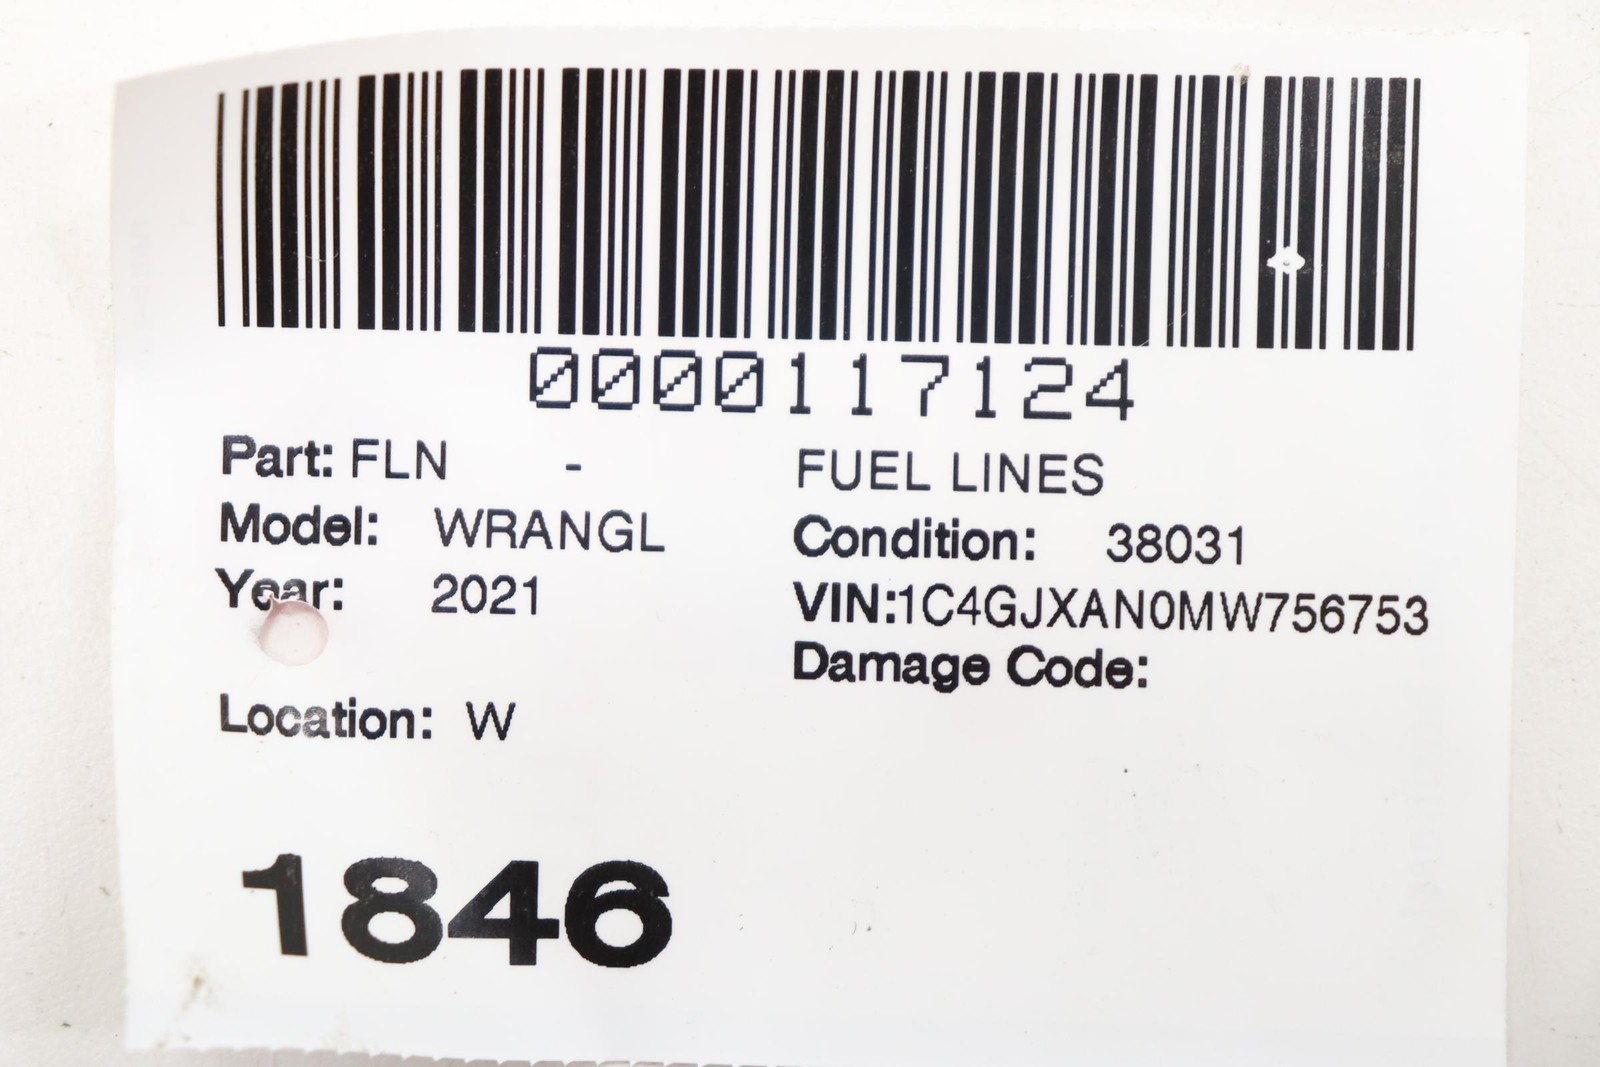 0000117124
Part: FLN - FUEL LINES
Model: WRANGL Condition: 38031
Year: 2021 VIN:1C4GJXAN0MW756753
Damage Code:
Location: W
1846